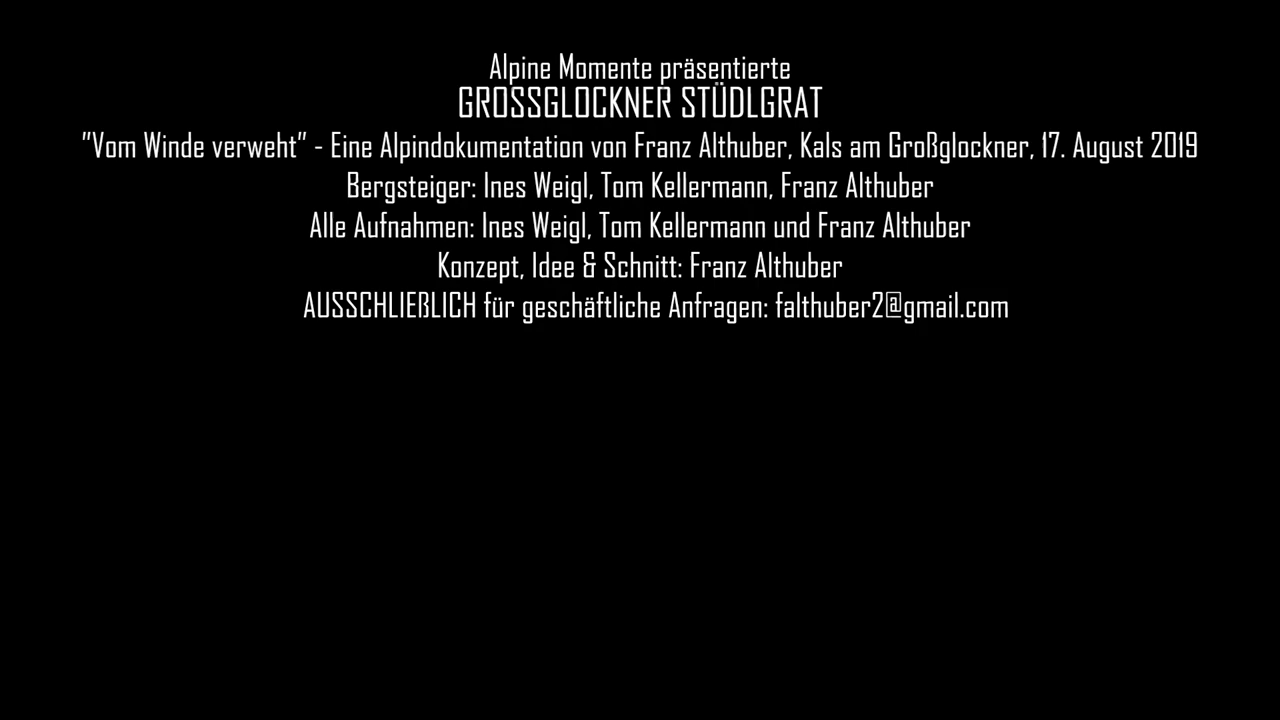 Alpine Momente präsentierte
GROSSGLOCKNER STÜDLGRAT
"Vom Winde verweht" - Eine Alpindokumentation von Franz Althuber, Kals am Großglockner, 17. August 2019
Bergsteiger: Ines Weigl, Tom Kellermann, Franz Althuber
Alle Aufnahmen: Ines Weigl, Tom Kellermann und Franz Althuber
Konzept, Idee & Schnitt: Franz Althuber
AUSSCHLIEßLICH für geschäftliche Anfragen: falthuber2@gmail.com